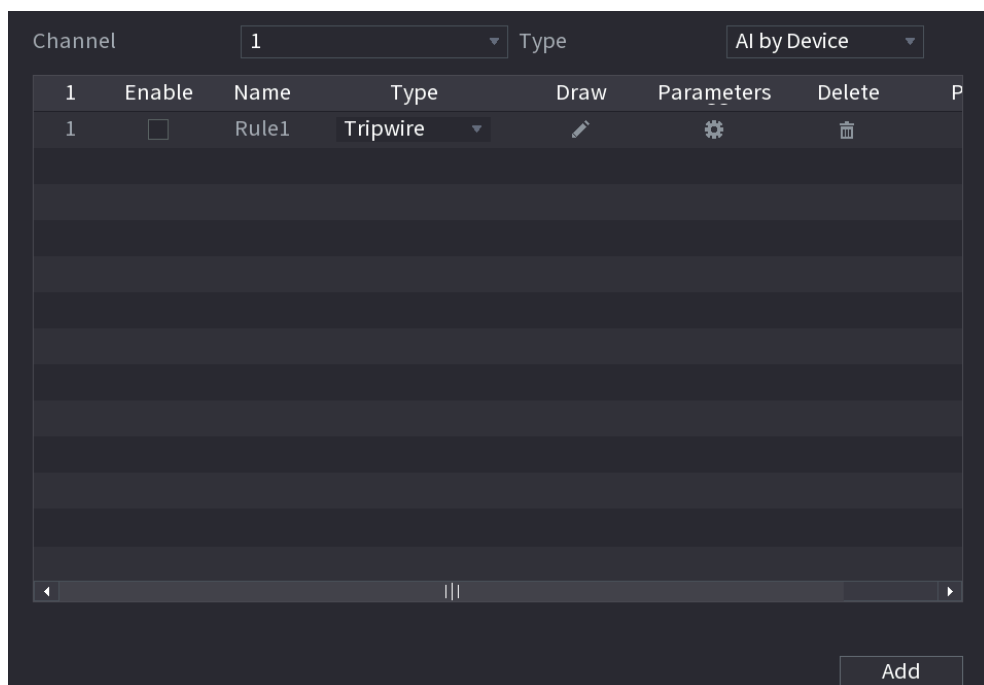 Channel 1 Type AI by Device
1 Enable Name Type Draw Parameters Delete P
1 Rule1 Tripwire
Add